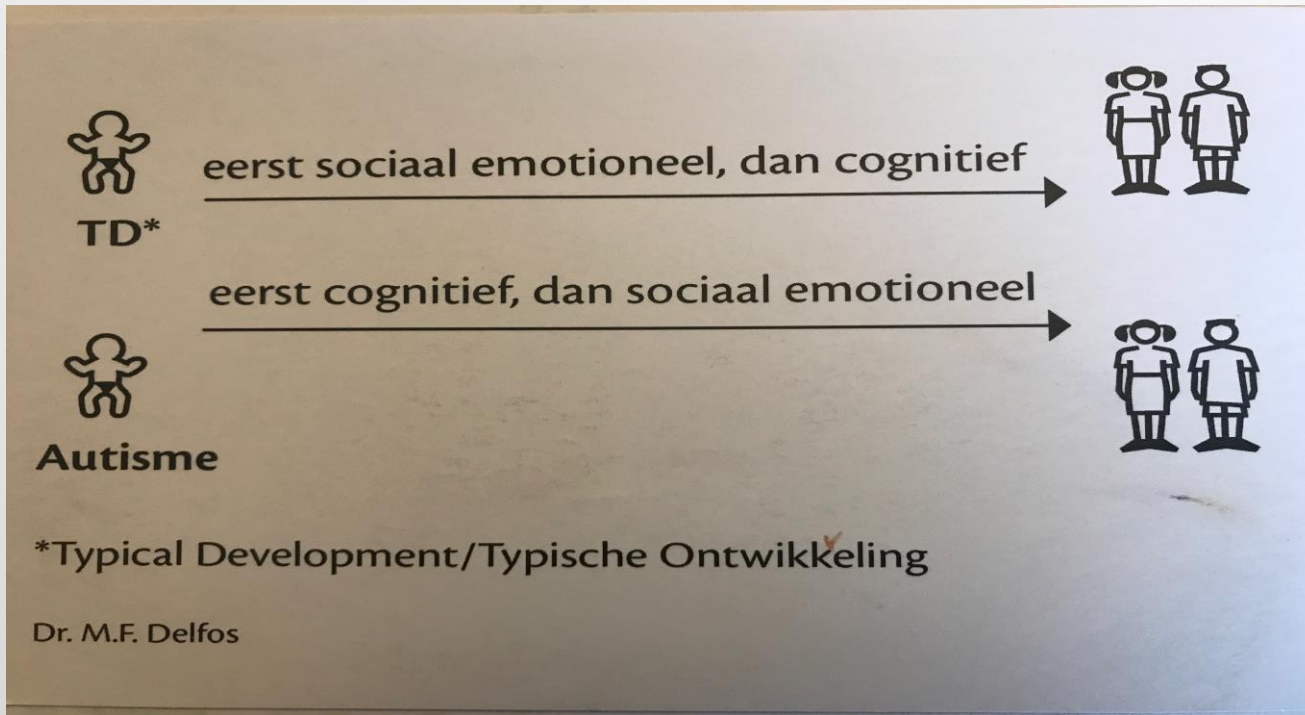 eerst sociaal emotioneel, dan cognitief
TD*
eerst cognitief, dan sociaal emotioneel
Autisme
*Typical Development/Typische Ontwikkeling
Dr. M.F. Delfos